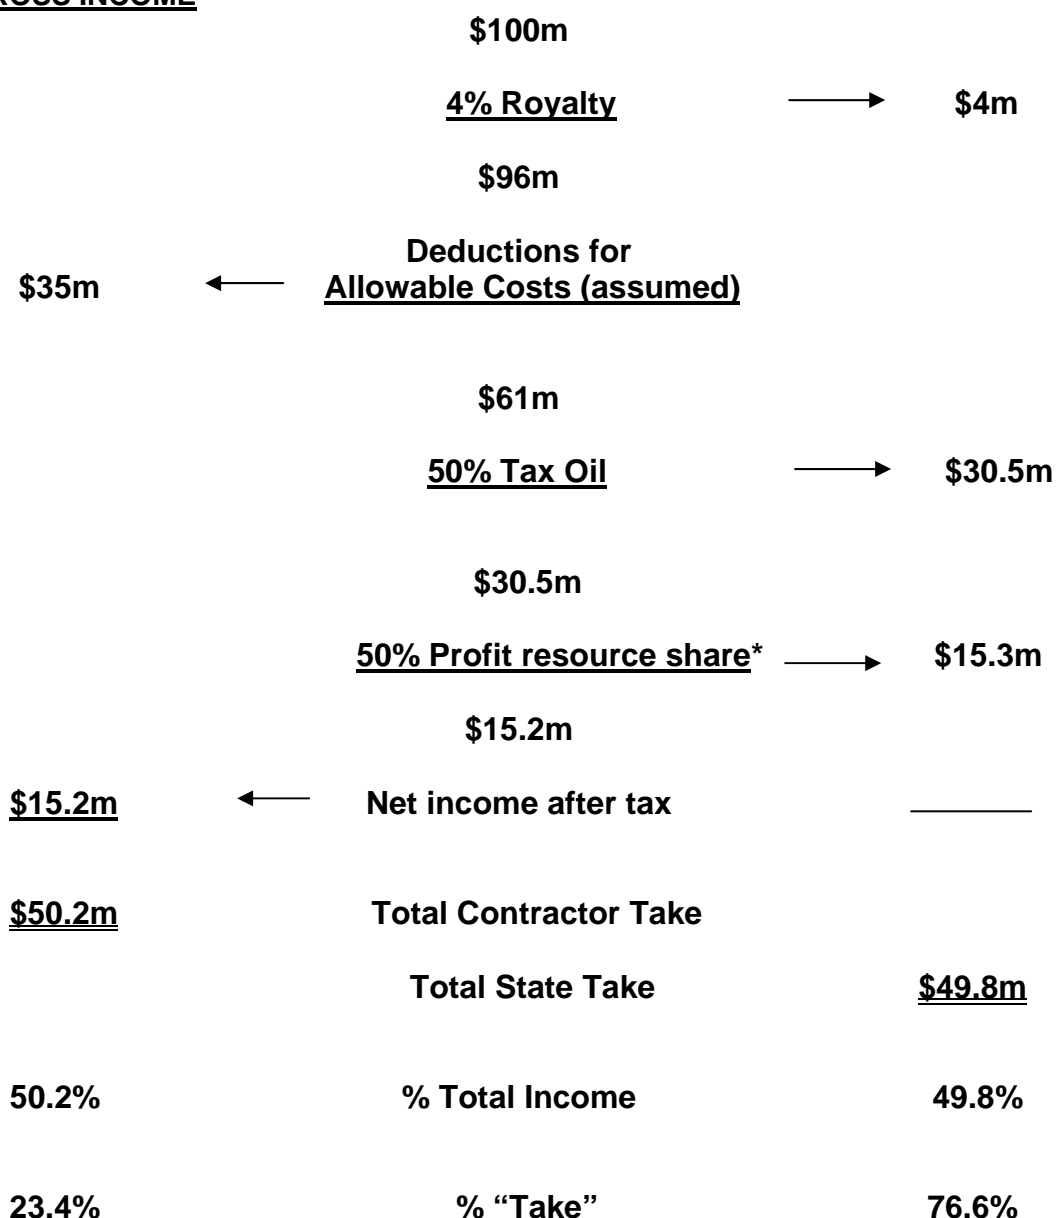 $100m
4% Royalty $4m
$96m
Deductions for
$35m Allowable Costs (assumed)
$61m
50% Tax Oil $30.5m
$30.5m
50% Profit resource share* $15.3m
$15.2m
$15.2m Net income after tax
$50.2m Total Contractor Take
Total State Take $49.8m
50.2% % Total Income 49.8%
23.4% % “Take” 76.6%